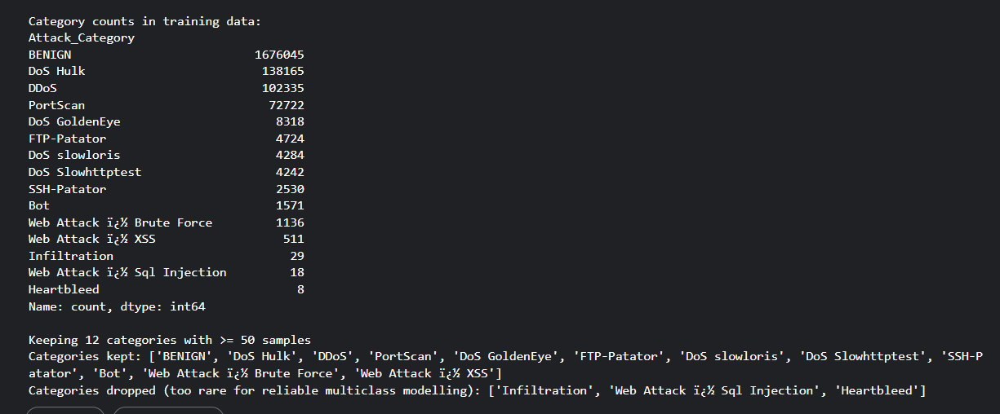 Category counts in training data:
Attack_Category
BENIGN 1676045
DoS Hulk 138165
DDoS 102335
PortScan 72722
DoS GoldenEye 8318
FTP-Patator 4724
DoS slowloris 4284
DoS Slowhttptest 4242
SSH-Patator 2530
Bot 1571
Web Attack ï¿½ Brute Force 1136
Web Attack ï¿½ XSS 511
Infiltration 29
Web Attack ï¿½ Sql Injection 18
Heartbleed 8
Name: count, dtype: int64
Keeping 12 categories with >= 50 samples
Categories kept: ['BENIGN', 'DoS Hulk', 'DDoS', 'PortScan', 'DoS GoldenEye', 'FTP-Patator', 'DoS slowloris', 'DoS Slowhttptest', 'SSH-P
atator', 'Bot', 'Web Attack ï¿½ Brute Force', 'Web Attack ï¿½ XSS']
Categories dropped (too rare for reliable multiclass modelling): ['Infiltration', 'Web Attack ï¿½ Sql Injection', 'Heartbleed']